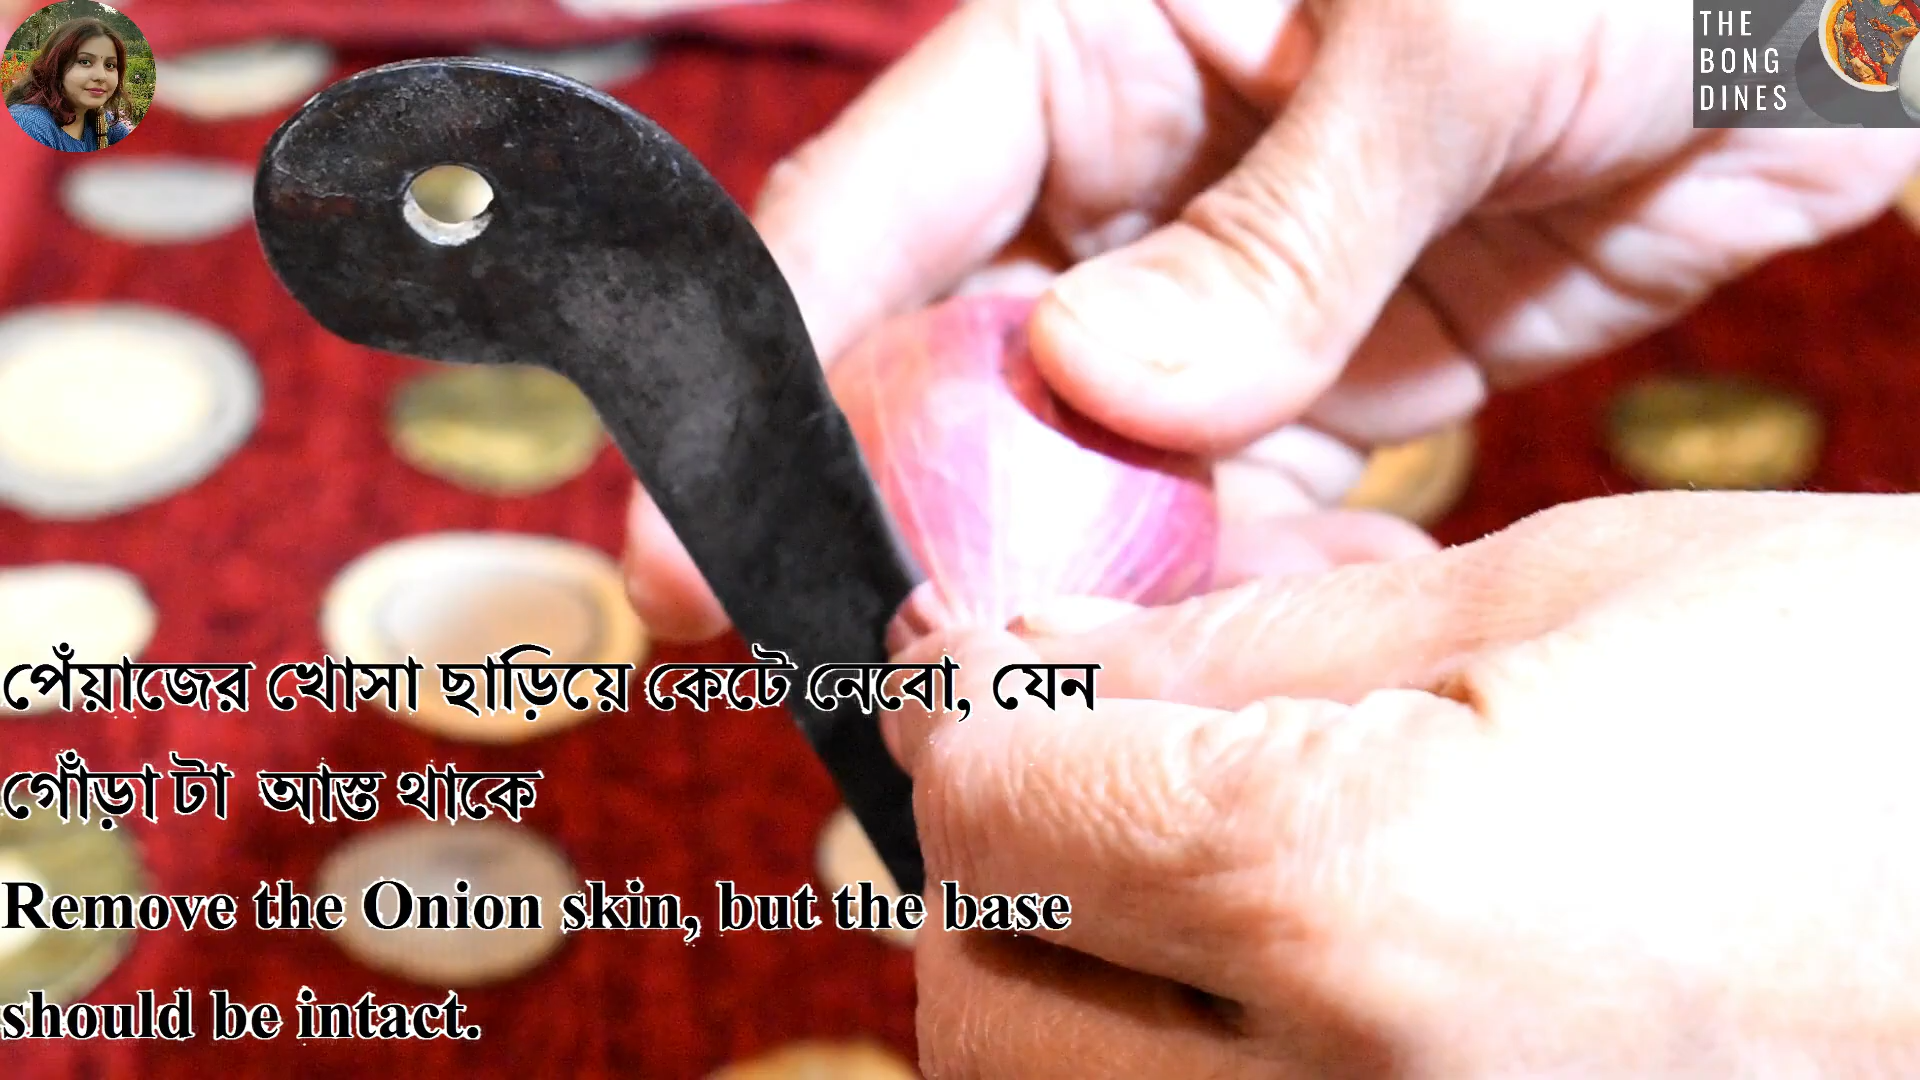 THE
BONG
DINES
পেঁয়াজের খোসা ছাড়িয়ে কেটে নেবো, যেন
গোঁড়া টা আস্ত থাকে
Remove the Onion skin, but the base
should be intact.